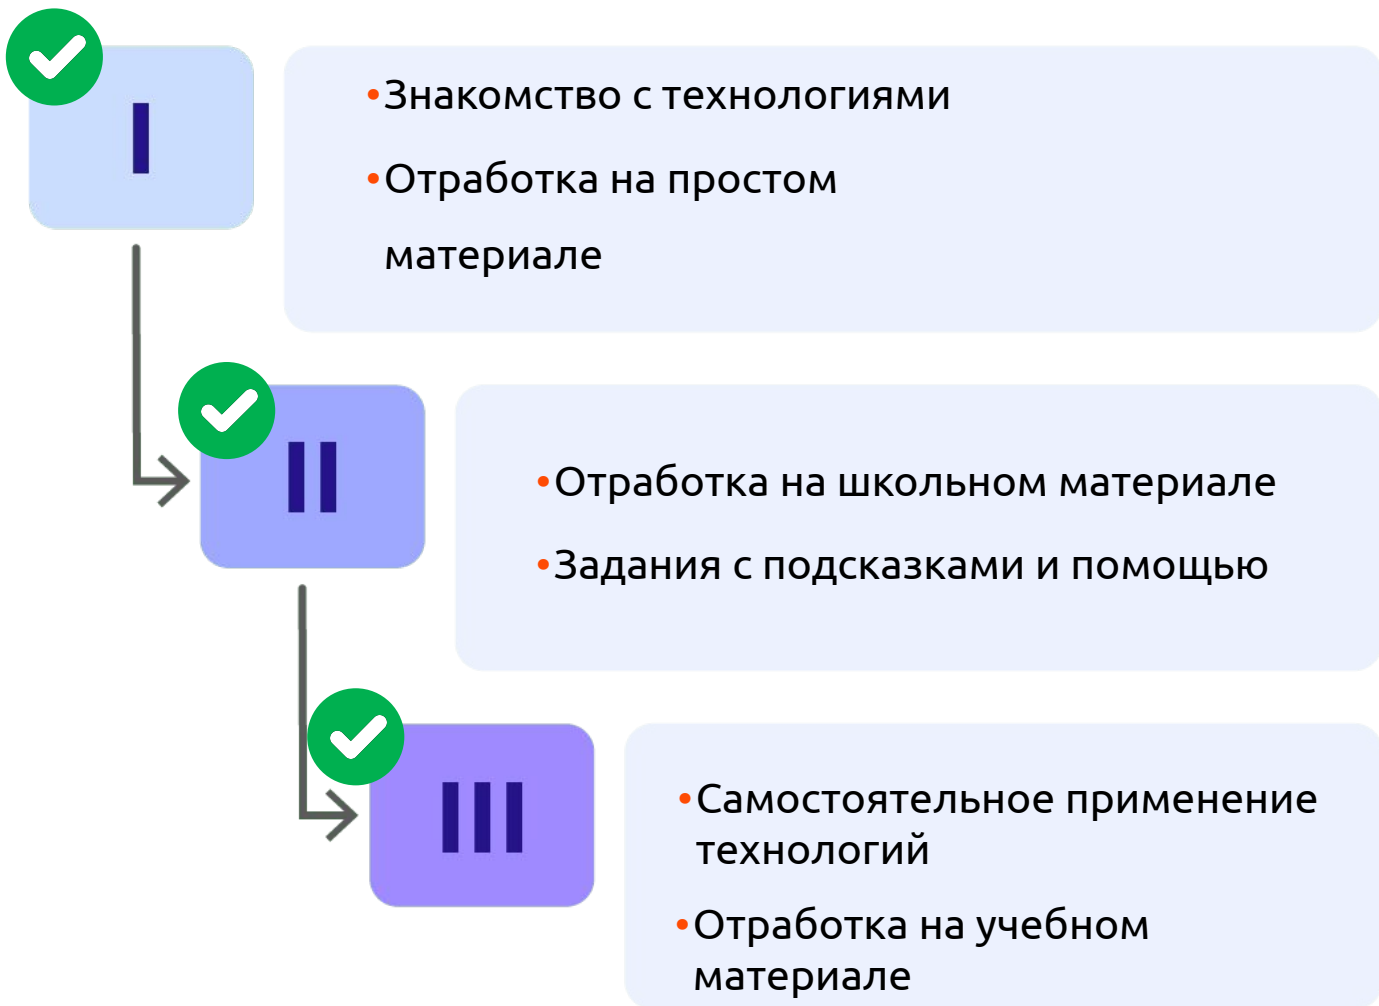 I
•Знакомство с технологиями
•Отработка на простом
материале
II
•Отработка на школьном материале
•Задания с подсказками и помощью
III
•Самостоятельное применение
технологий
•Отработка на учебном
материале